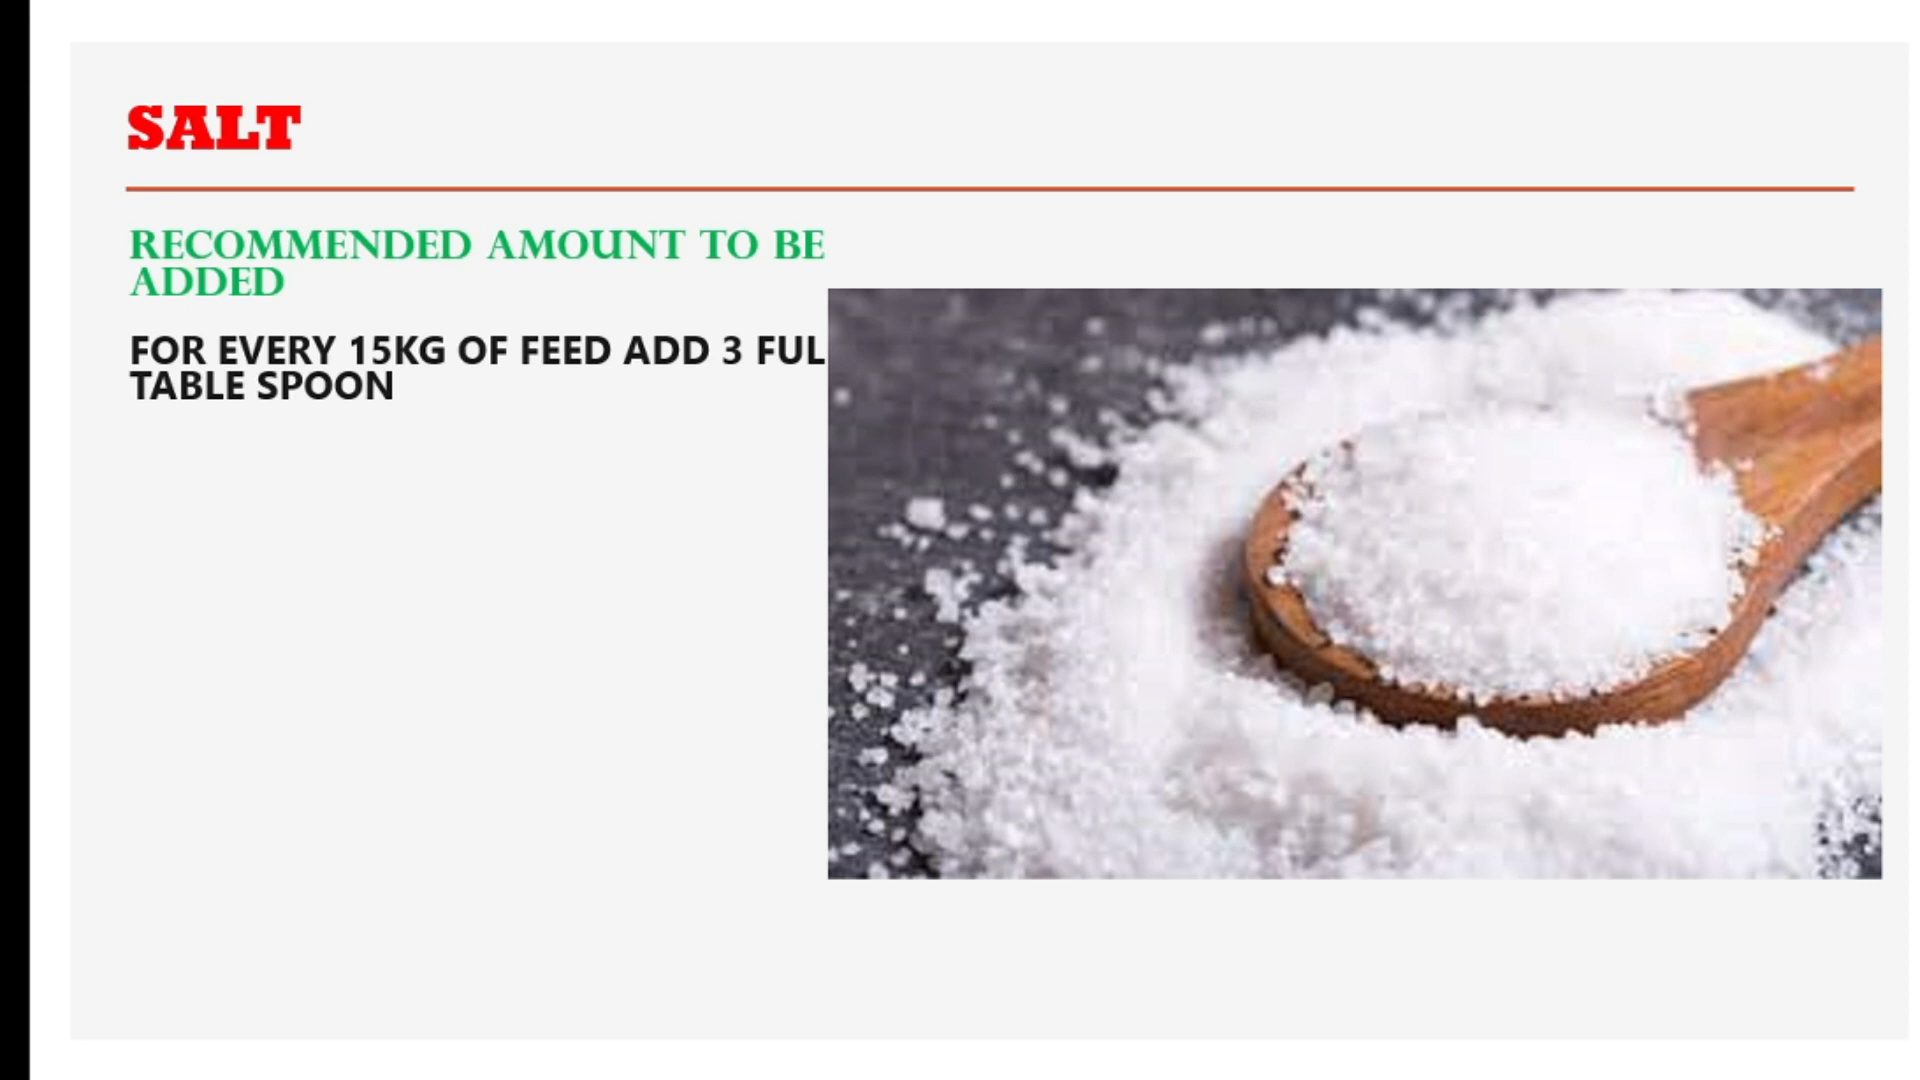 SALT
RECOMMENDED AMOUNT TO BE
ADDED
FOR EVERY 15KG OF FEED ADD 3 FUL
TABLE SPOON